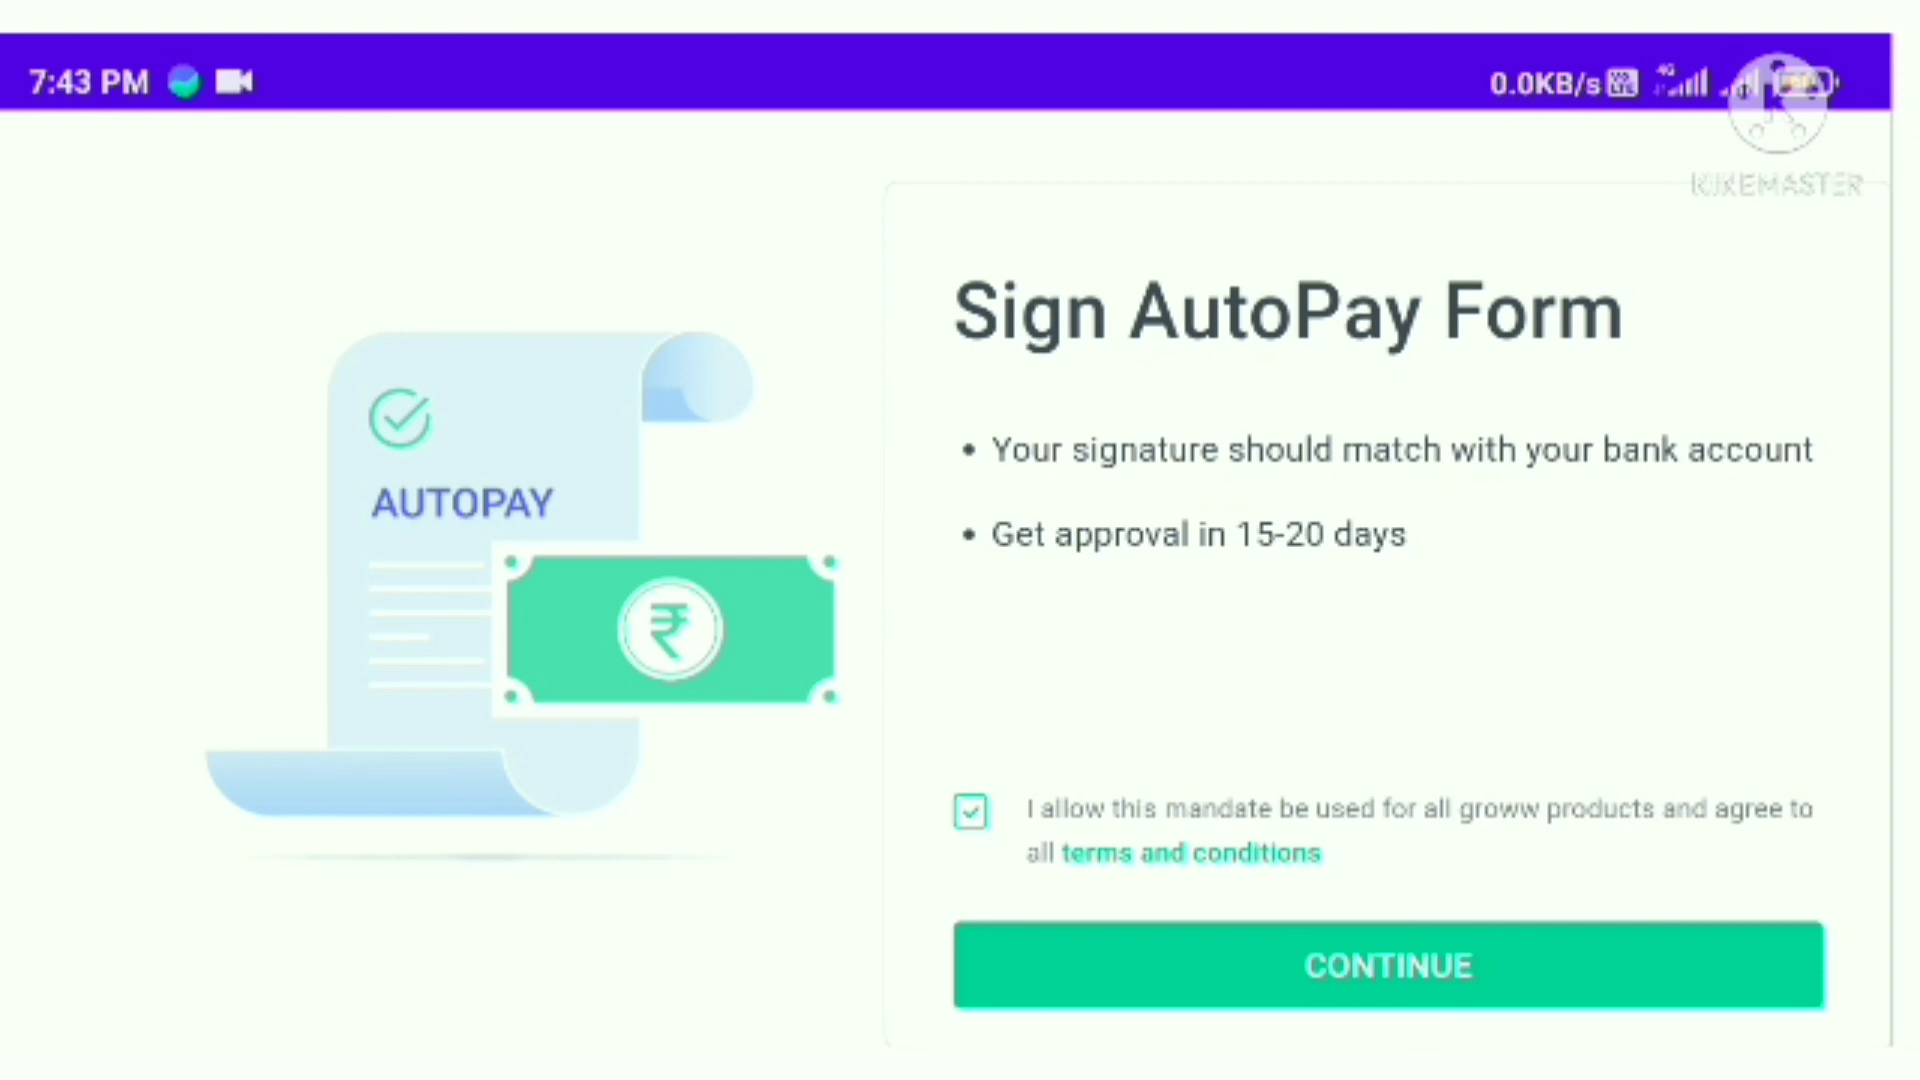 7:43 PM
0.0KB/s
4G
KINEMASTER
Sign AutoPay Form
• Your signature should match with your bank account
• Get approval in 15-20 days
AUTOPAY
₹
I allow this mandate be used for all groww products and agree to
all terms and conditions
CONTINUE